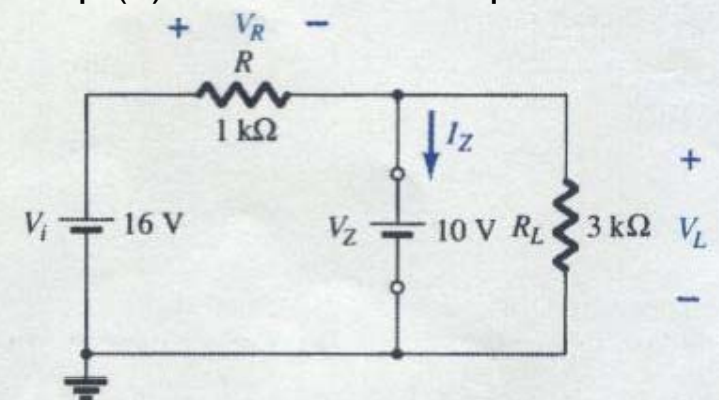 + V_R −
R
1 kΩ
I_Z
V_i 16 V
V_Z 10 V
R_L 3 kΩ
+
V_L
−